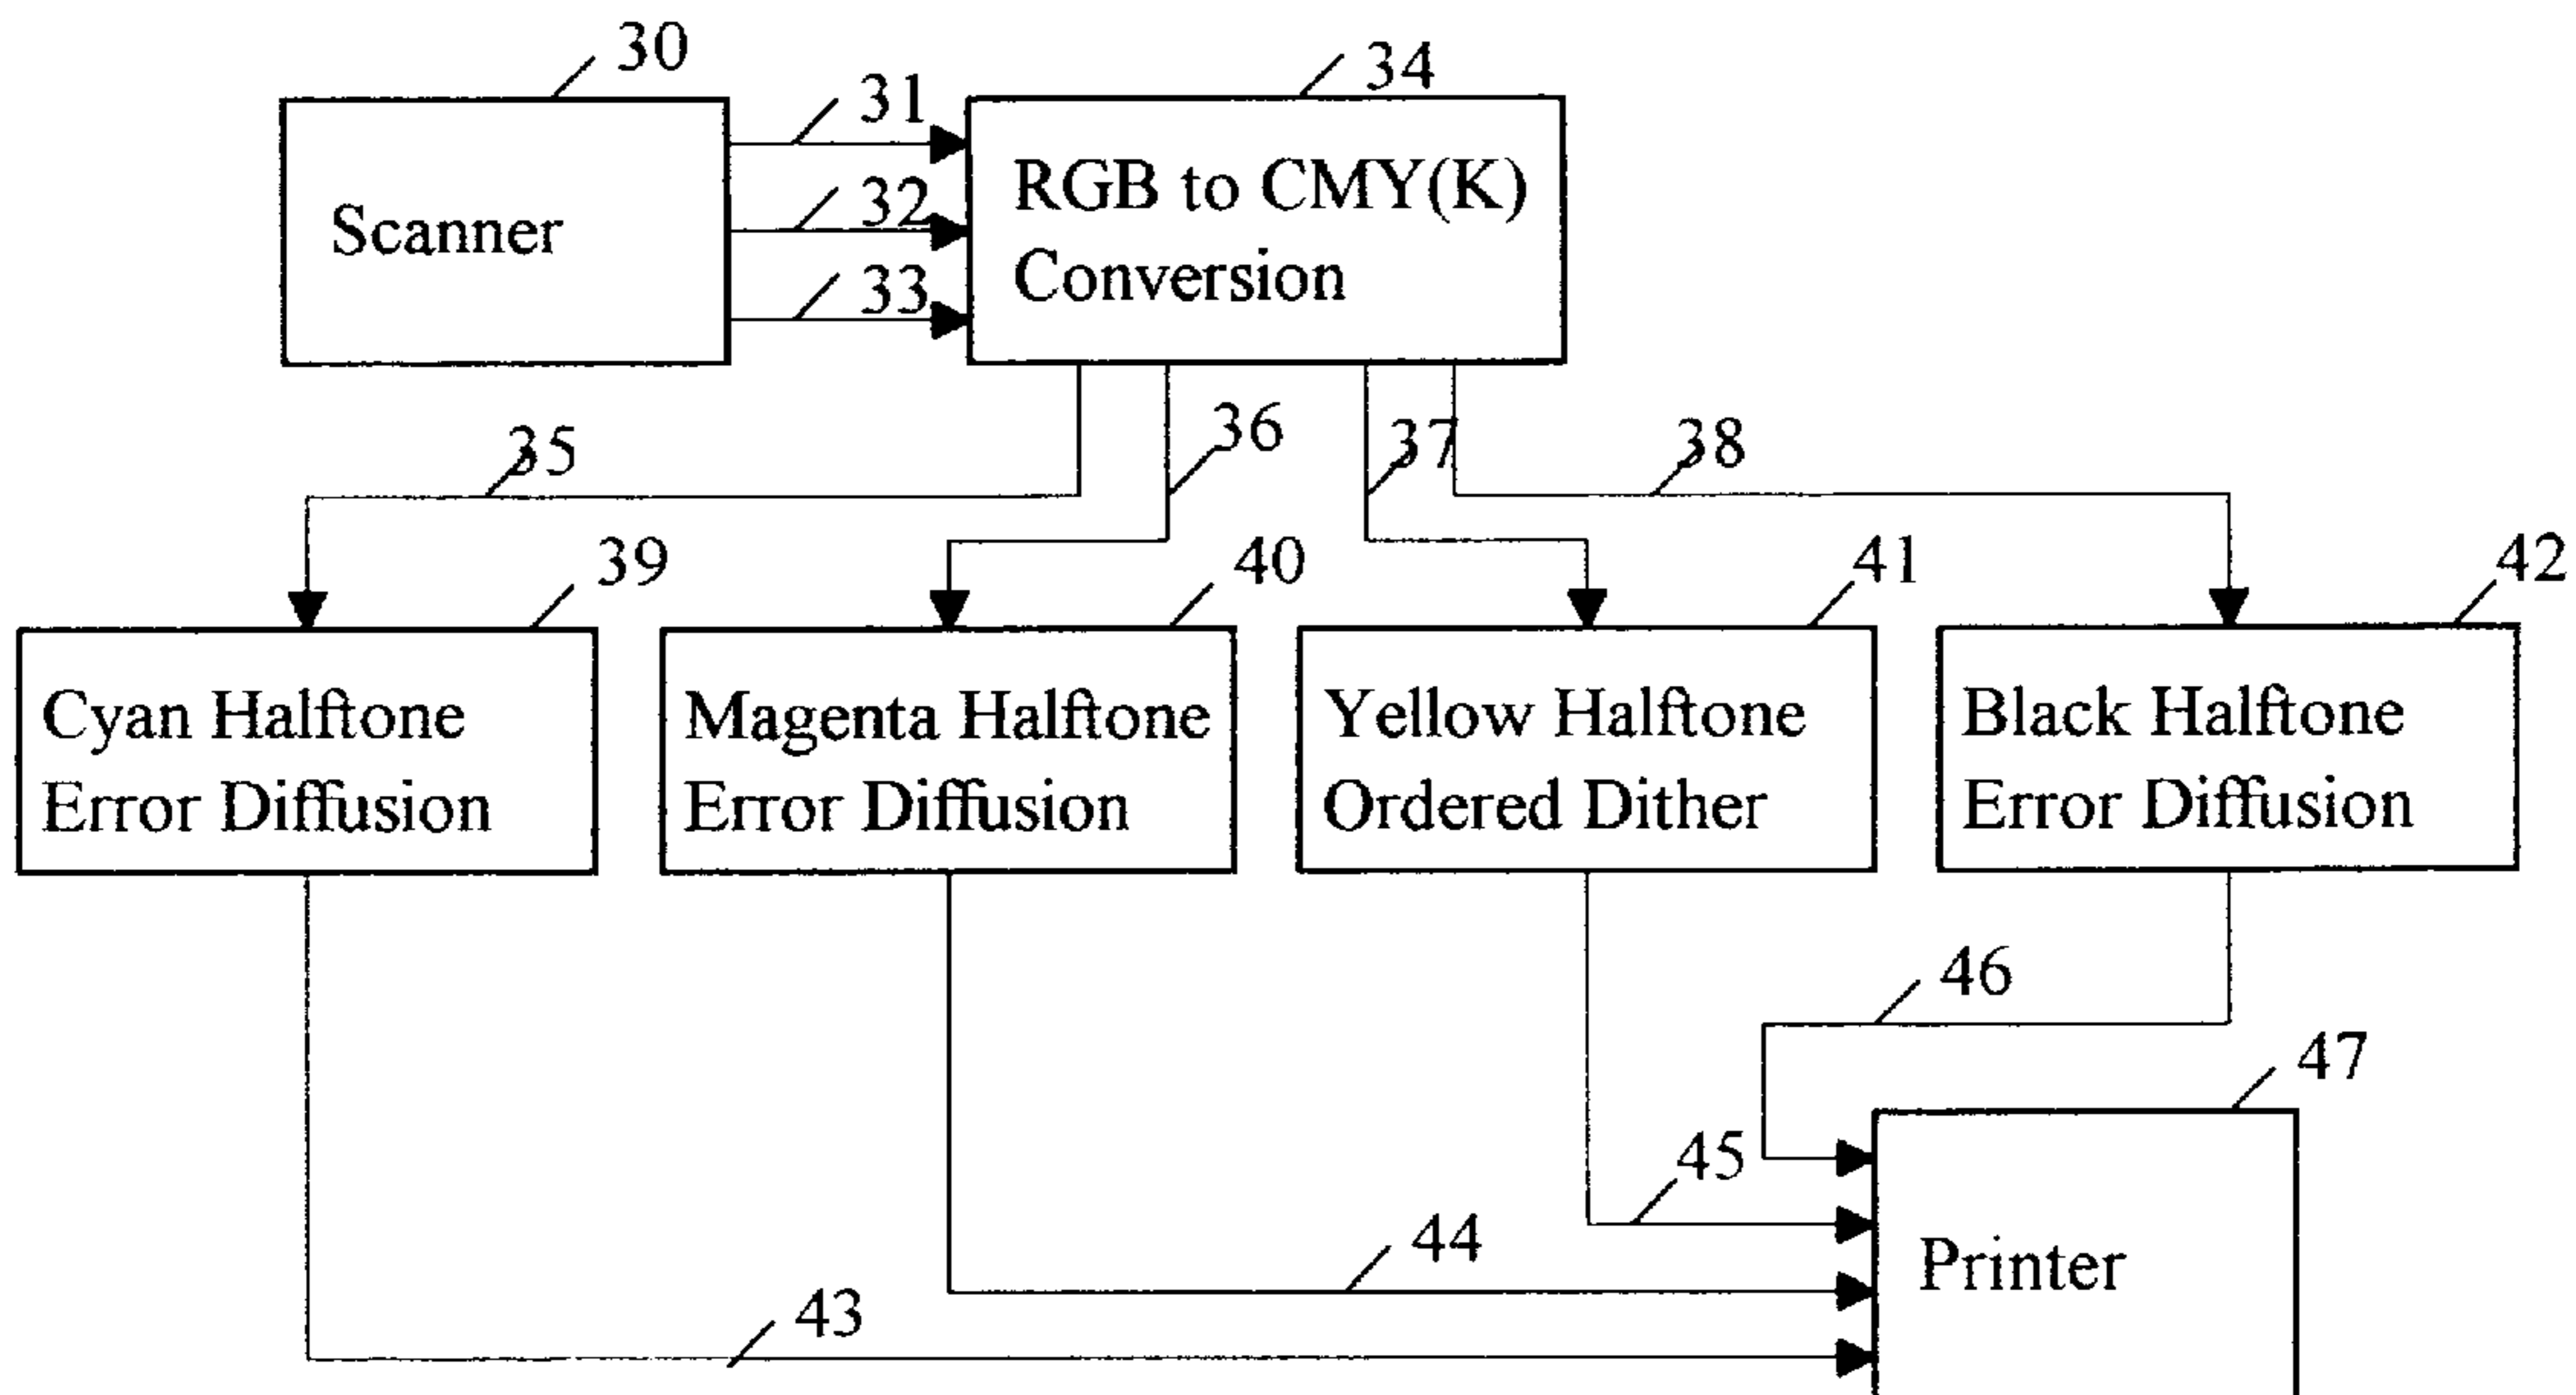 30
34
31
Scanner
32
33
RGB to CMY(K)
Conversion
35
36
37
38
39
40
41
42
Cyan Halftone
Error Diffusion
Magenta Halftone
Error Diffusion
Yellow Halftone
Ordered Dither
Black Halftone
Error Diffusion
46
47
45
44
Printer
43